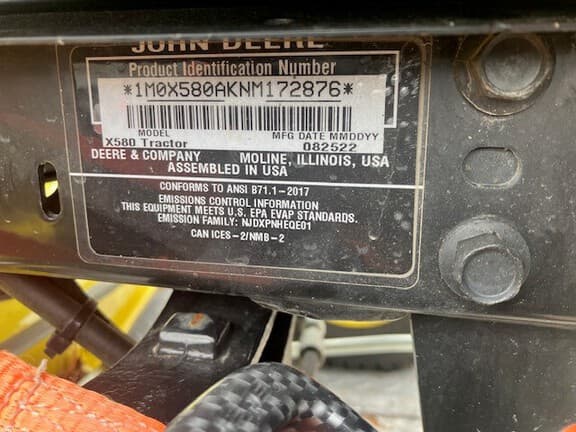 JOHN DEERE
Product Identification Number
*1M0X580AKNM172876*
MODEL MFG DATE MMDDYY
X580 Tractor 082522
DEERE & COMPANY MOLINE, ILLINOIS, USA
ASSEMBLED IN USA
CONFORMS TO ANSI B71.1-2017
EMISSIONS CONTROL INFORMATION
THIS EQUIPMENT MEETS U.S. EPA EVAP STANDARDS.
EMISSION FAMILY: NJDXPNHEQE01
CAN ICES-2/NMB-2